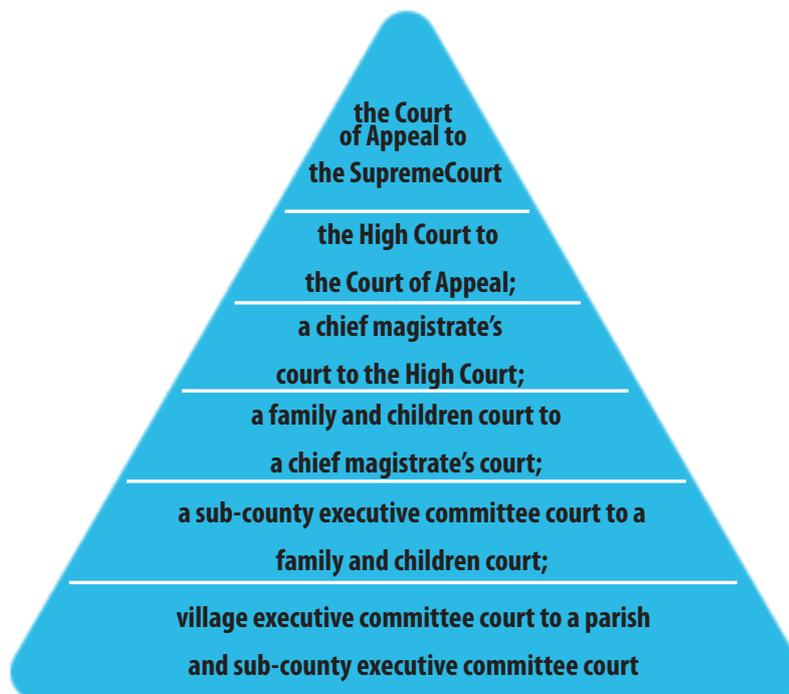 the Court
of Appeal to
the SupremeCourt
the High Court to
the Court of Appeal;
a chief magistrate's
court to the High Court;
a family and children court to
a chief magistrate's court;
a sub-county executive committee court to a
family and children court;
village executive committee court to a parish
and sub-county executive committee court